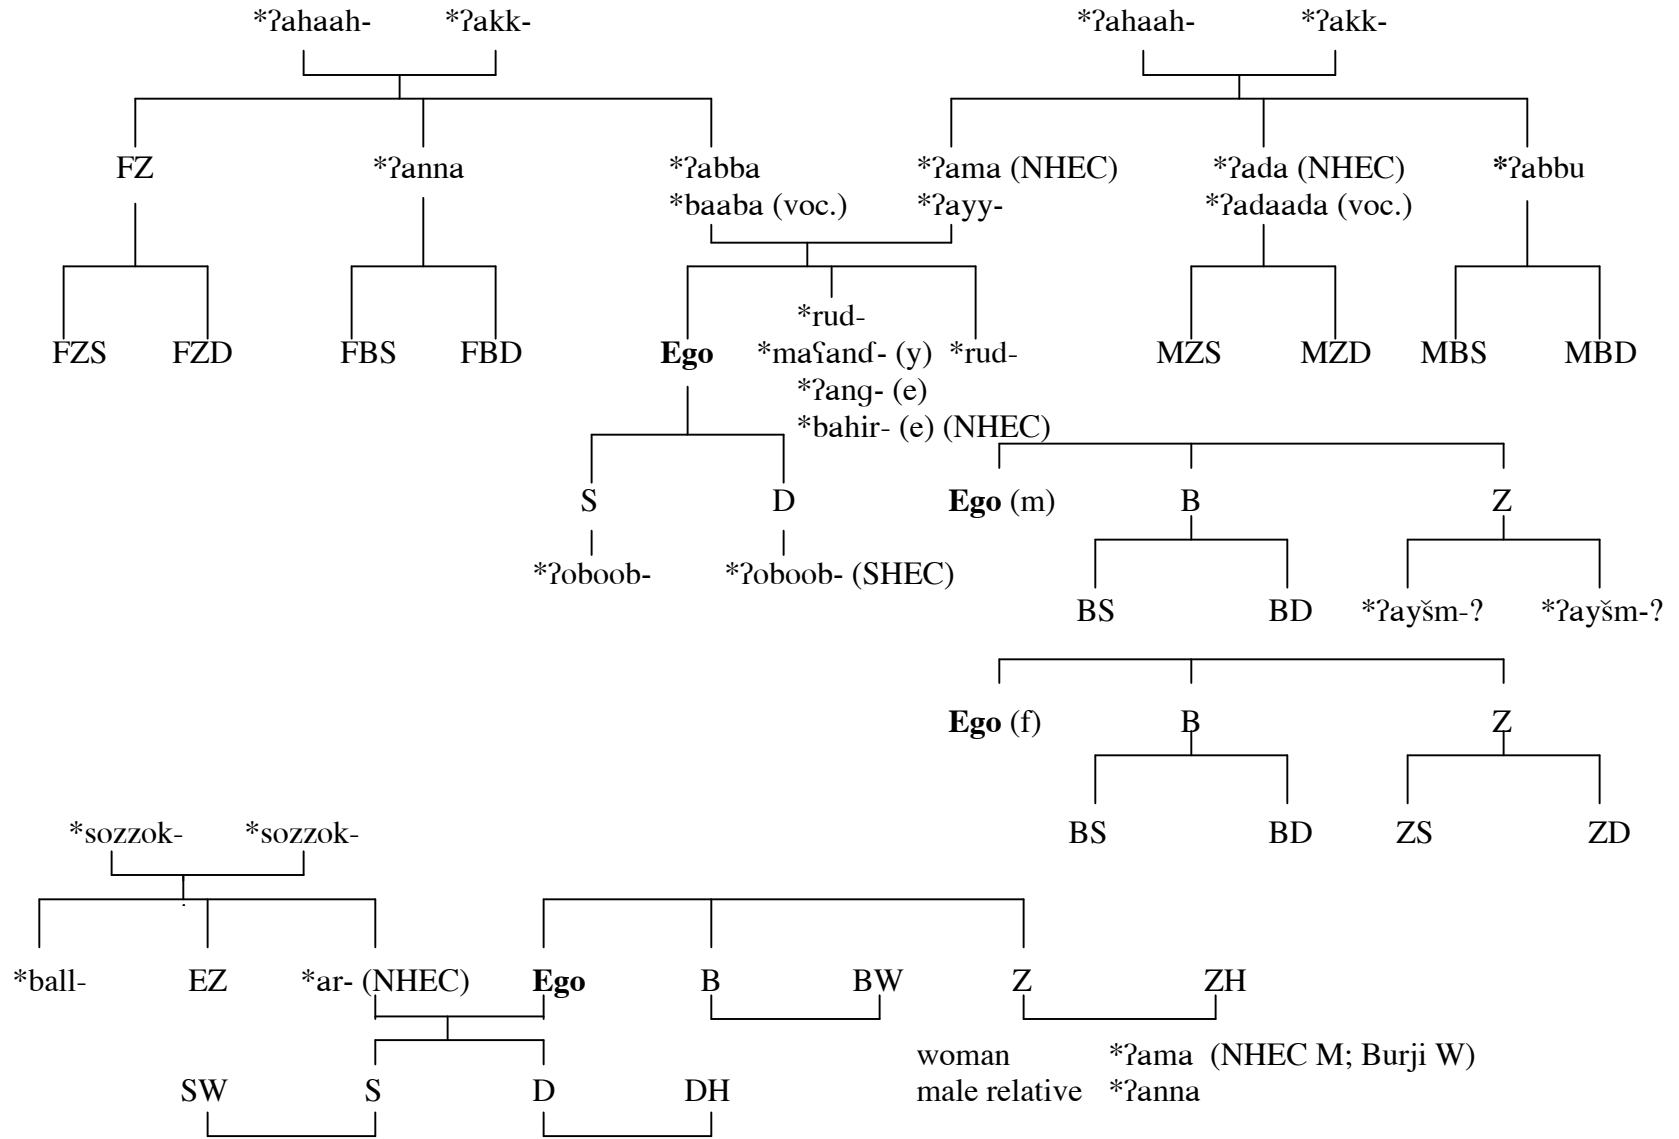 *ʔahaah- *ʔakk- *ʔahaah- *ʔakk-
FZ *ʔanna *ʔabba *ʔama (NHEC) *ʔada (NHEC) *ʔabbu
*baaba (voc.) *ʔayy- *ʔadaada (voc.)
*rud-
FZS FZD FBS FBD Ego *maʕanɗ- (y) *rud- MZS MZD MBS MBD
*ʔang- (e)
*bahir- (e) (NHEC)
S D Ego (m) B Z
*ʔoboob- *ʔoboob- (SHEC)
BS BD *ʔayšm-? *ʔayšm-?
Ego (f) B Z
*sozzok- *sozzok- BS BD ZS ZD
*ball- EZ *ar- (NHEC) Ego B BW Z ZH
woman *ʔama (NHEC M; Burji W)
SW S D DH male relative *ʔanna